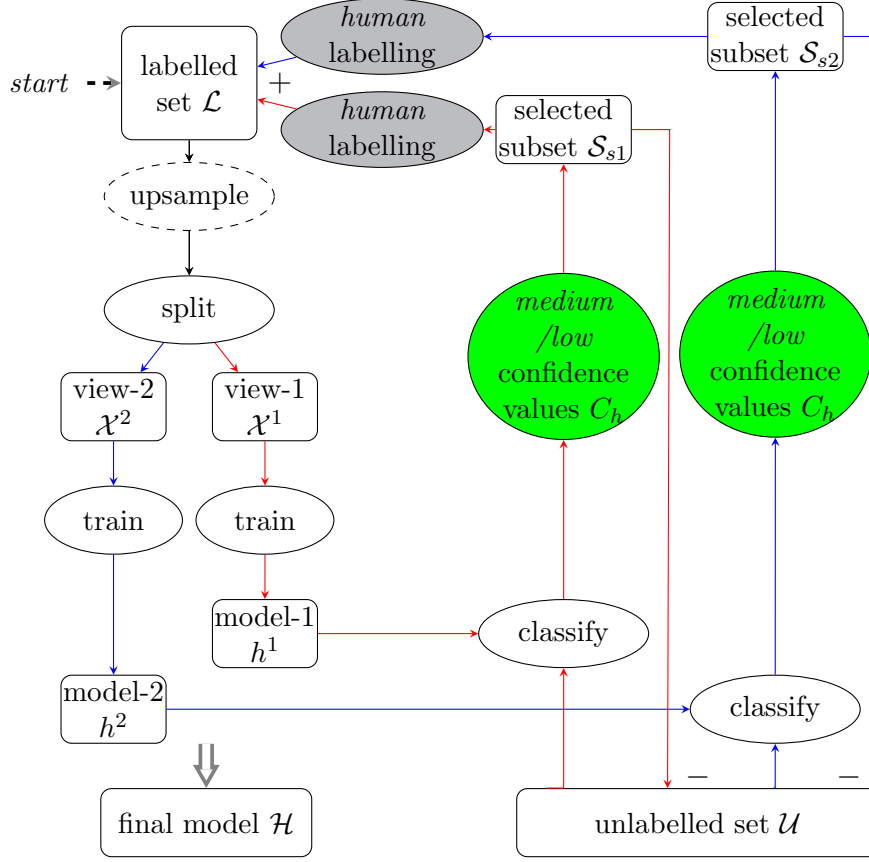 human
labelling
selected
subset 𝒮ₛ₂
start
labelled
set ℒ
+
human
labelling
selected
subset 𝒮ₛ₁
upsample
split
medium
/low
confidence
values Cₕ
medium
/low
confidence
values Cₕ
view-2
𝒳²
view-1
𝒳¹
train
train
model-1
h¹
classify
model-2
h²
classify
−
−
final model ℋ
unlabelled set 𝒰